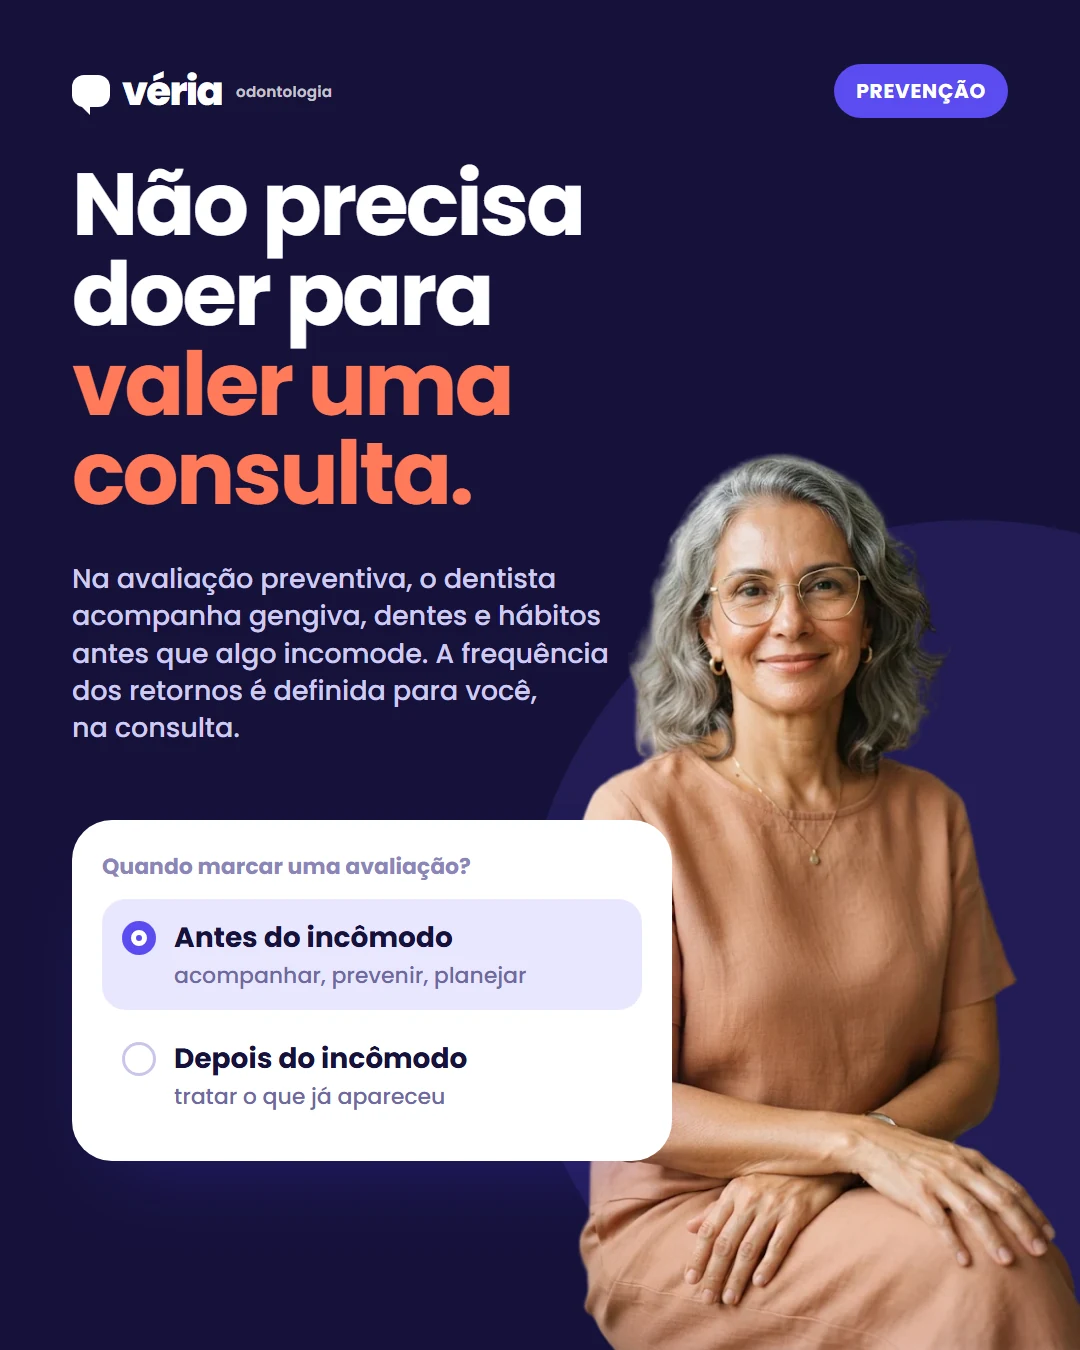 véria odontologia
PREVENÇÃO
Não precisa
doer para
valer uma
consulta.
Na avaliação preventiva, o dentista
acompanha gengiva, dentes e hábitos
antes que algo incomode. A frequência
dos retornos é definida para você,
na consulta.
Quando marcar uma avaliação?
Antes do incômodo
acompanhar, prevenir, planejar
Depois do incômodo
tratar o que já apareceu